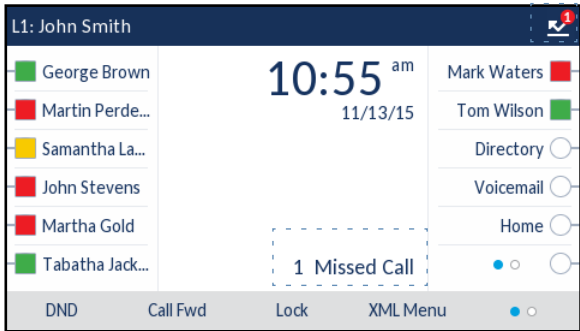 L1: John Smith
1
George Brown
Martin Perde...
Samantha La...
John Stevens
Martha Gold
Tabatha Jack...
10:55 am
11/13/15
1 Missed Call
Mark Waters
Tom Wilson
Directory
Voicemail
Home
DND Call Fwd Lock XML Menu